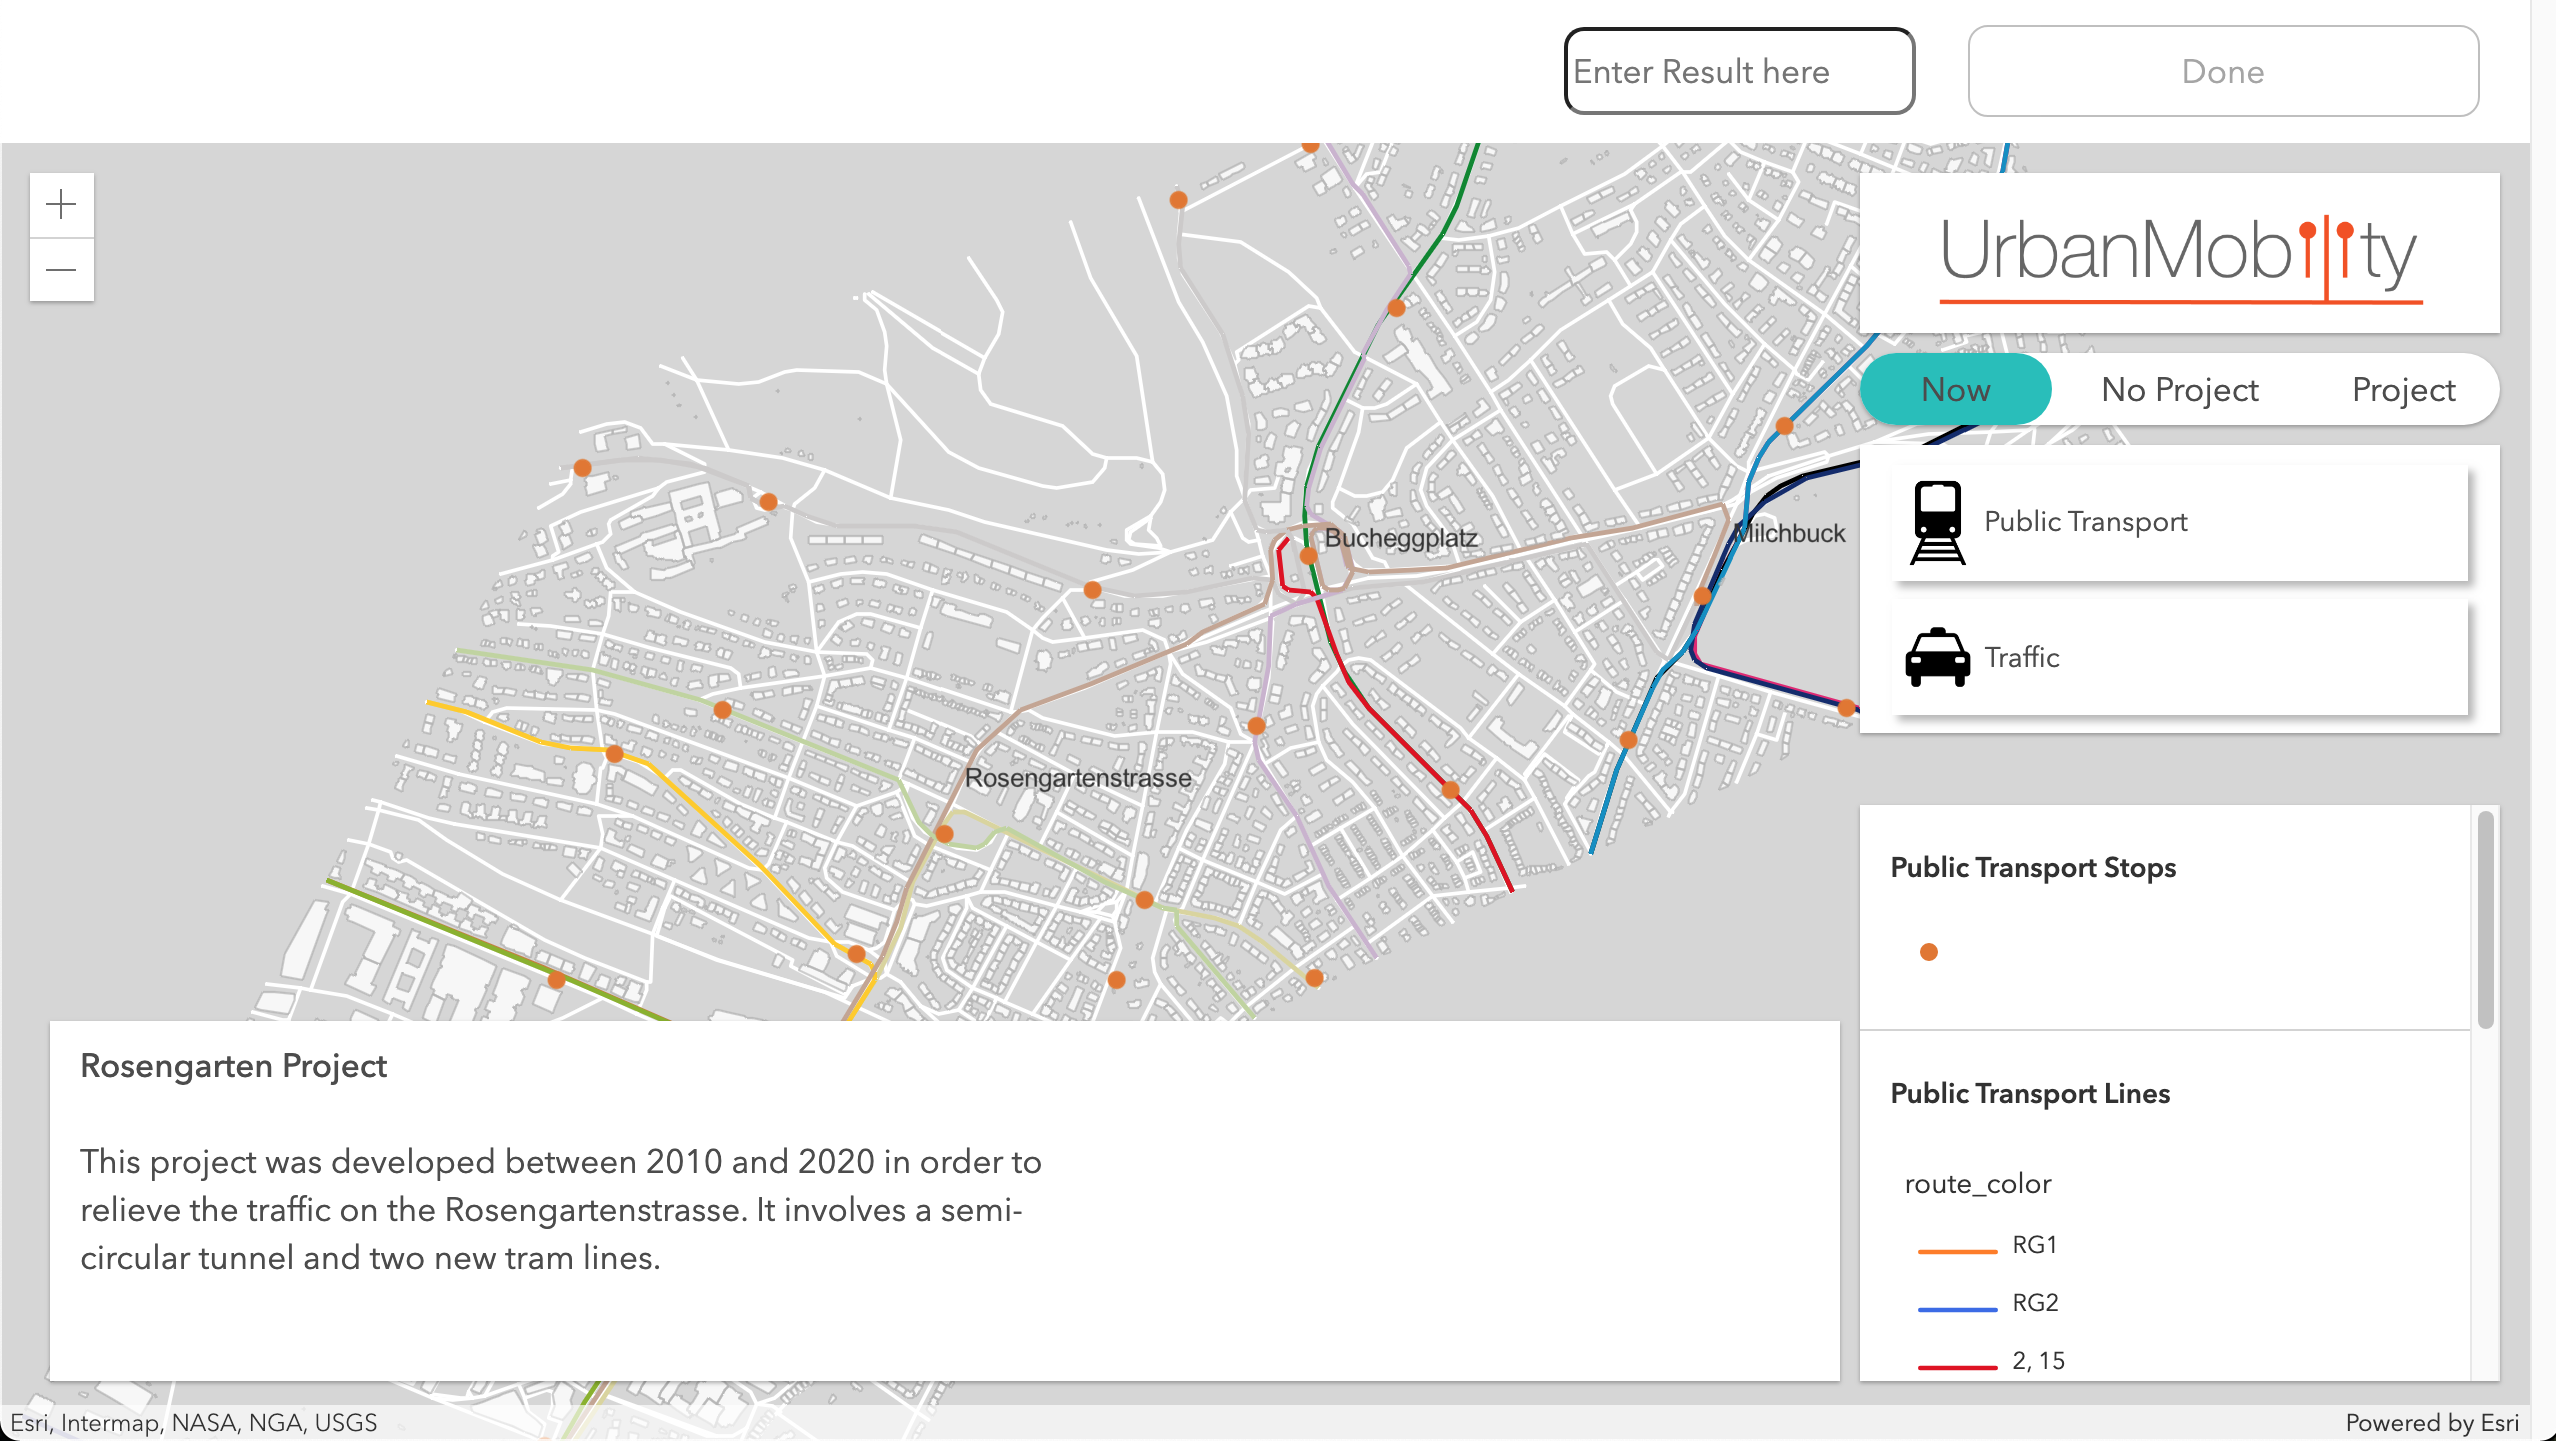 Enter Result here
Done
UrbanMobility
Now
No Project
Project
Public Transport
Traffic
Bucheggplatz
Milchbuck
Rosengartenstrasse
Public Transport Stops
Public Transport Lines
route_color
RG1
RG2
2, 15
Rosengarten Project
This project was developed between 2010 and 2020 in order to
relieve the traffic on the Rosengartenstrasse. It involves a semi-
circular tunnel and two new tram lines.
Esri, Intermap, NASA, NGA, USGS
Powered by Esri